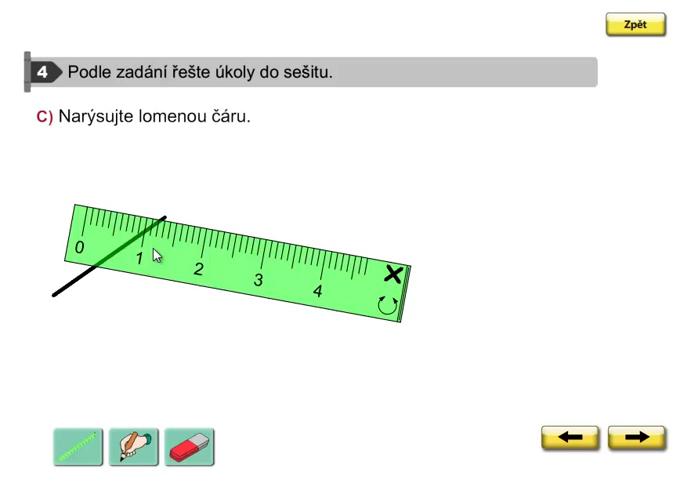 Zpět
4 Podle zadání řešte úkoly do sešitu.
C) Narýsujte lomenou čáru.
0 1 2 3 4